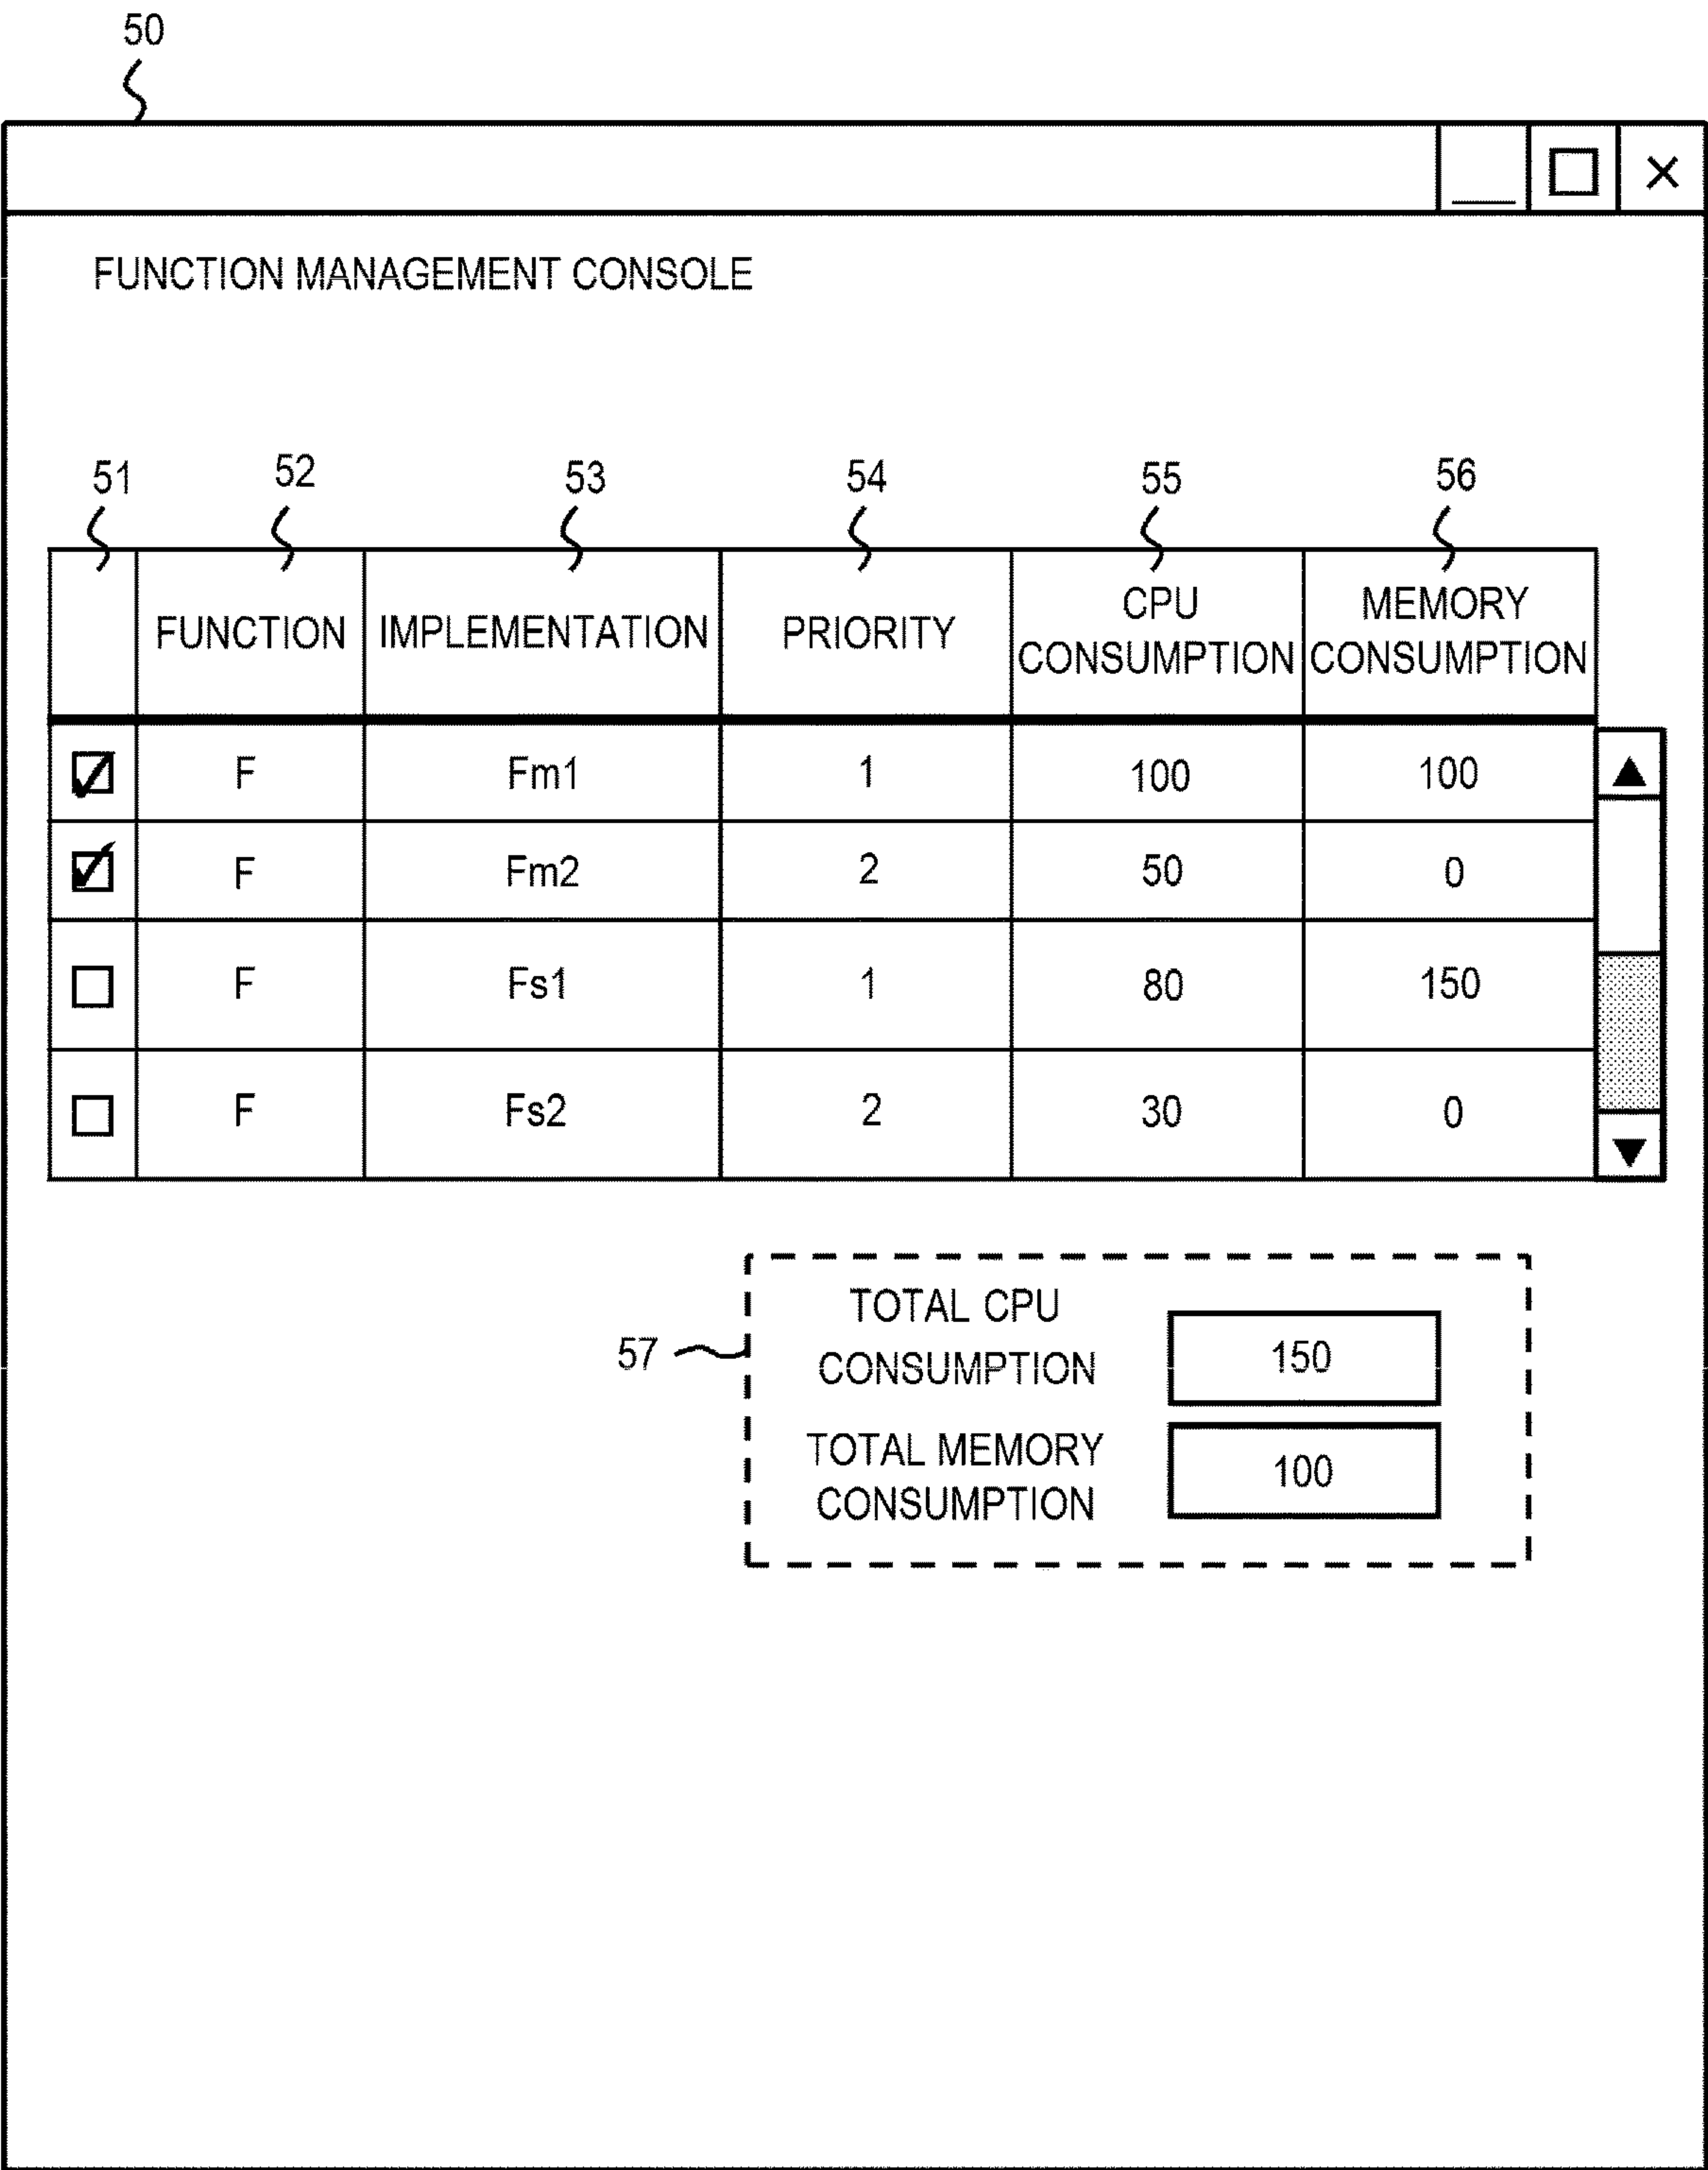 50
FUNCTION MANAGEMENT CONSOLE
51 52 53 54 55 56
FUNCTION IMPLEMENTATION PRIORITY CPU CONSUMPTION MEMORY CONSUMPTION
F Fm1 1 100 100
F Fm2 2 50 0
F Fs1 1 80 150
F Fs2 2 30 0
57
TOTAL CPU
CONSUMPTION 150
TOTAL MEMORY
CONSUMPTION 100